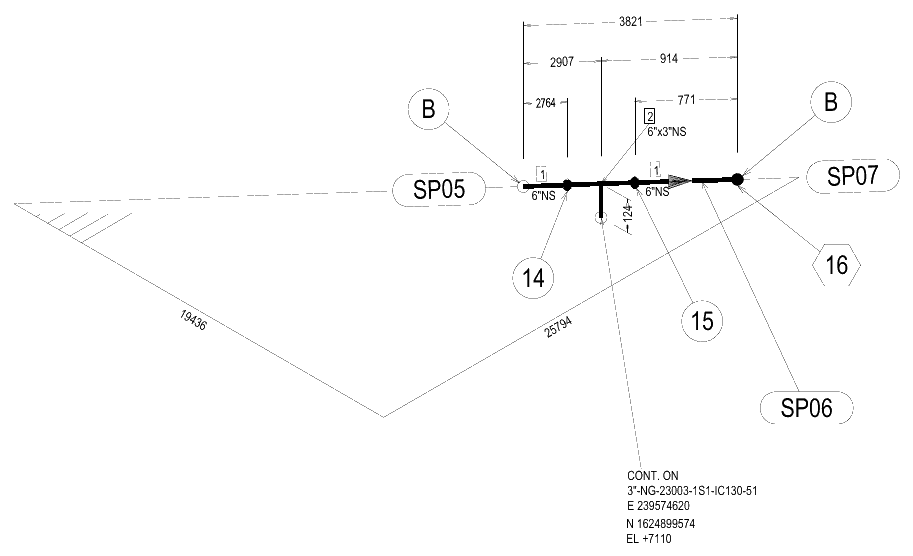 3821
2907
914
2764
771
B
B
2
6"x3"NS
1
1
SP05
SP07
6"NS
6"NS
124
14
16
15
19436
25794
SP06
CONT. ON
3"-NG-23003-1S1-IC130-51
E 239574620
N 1624899574
EL +7110